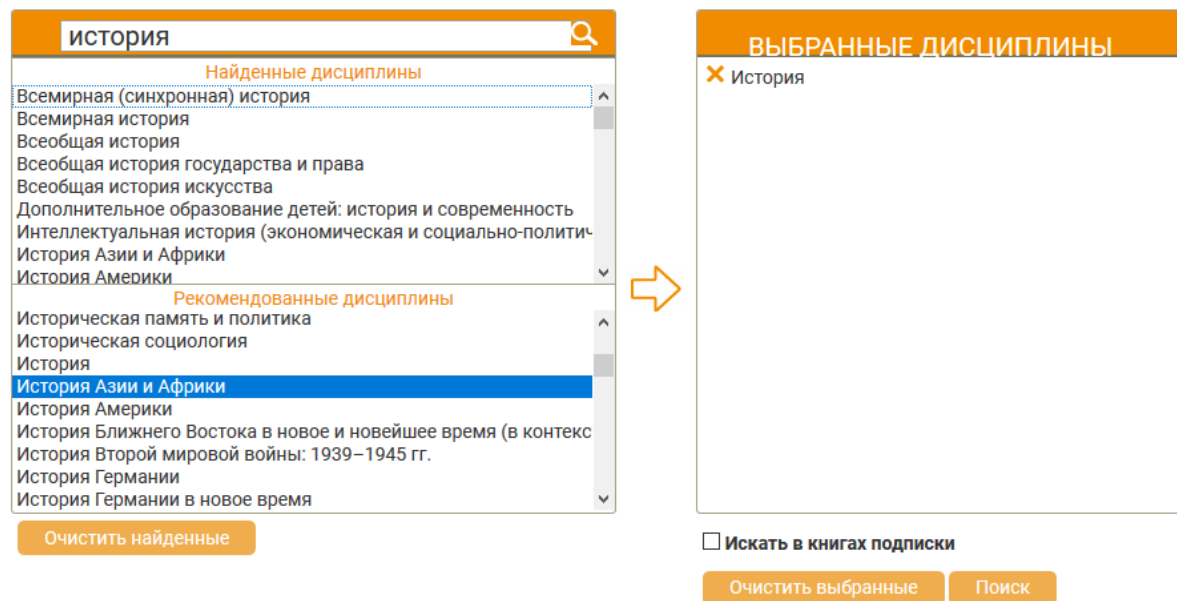 история
Найденные дисциплины
Всемирная (синхронная) история
Всемирная история
Всеобщая история
Всеобщая история государства и права
Всеобщая история искусства
Дополнительное образование детей: история и современность
Интеллектуальная история (экономическая и социально-политич
История Азии и Африки
История Америки
Рекомендованные дисциплины
Историческая память и политика
Историческая социология
История
История Азии и Африки
История Америки
История Ближнего Востока в новое и новейшее время (в контекс
История Второй мировой войны: 1939–1945 гг.
История Германии
История Германии в новое время
Очистить найденные
ВЫБРАННЫЕ ДИСЦИПЛИНЫ
История
Искать в книгах подписки
Очистить выбранные
Поиск